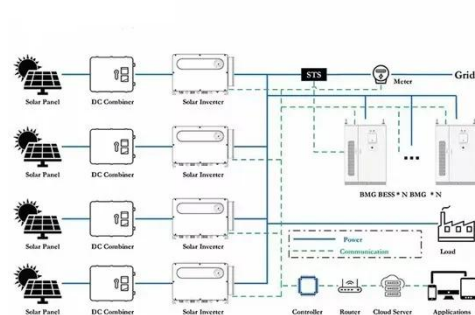 STS
Meter
Grid
Solar Panel DC Combiner Solar Inverter
Solar Panel DC Combiner Solar Inverter
BMG BESS * N BMG * N
Solar Panel DC Combiner Solar Inverter
Power
Communication
Load
Solar Panel DC Combiner Solar Inverter Controller Router Cloud Server Applications